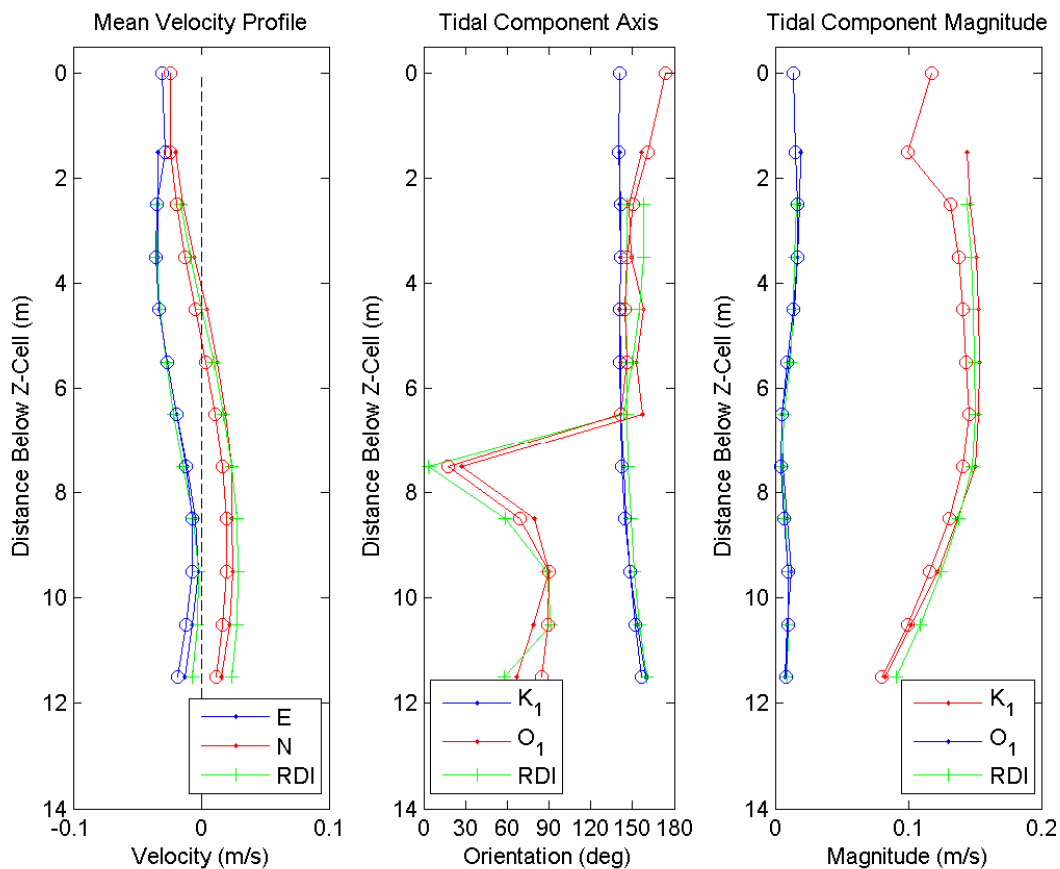 Mean Velocity Profile
Tidal Component Axis
Tidal Component Magnitude
0
2
4
6
8
10
12
14
Distance Below Z-Cell (m)
-0.1
0
0.1
Velocity (m/s)
E
N
RDI
0
2
4
6
8
10
12
14
Distance Below Z-Cell (m)
0
30
60
90
120
150
180
Orientation (deg)
K1
O1
RDI
0
2
4
6
8
10
12
14
Distance Below Z-Cell (m)
0
0.1
0.2
Magnitude (m/s)
K1
O1
RDI